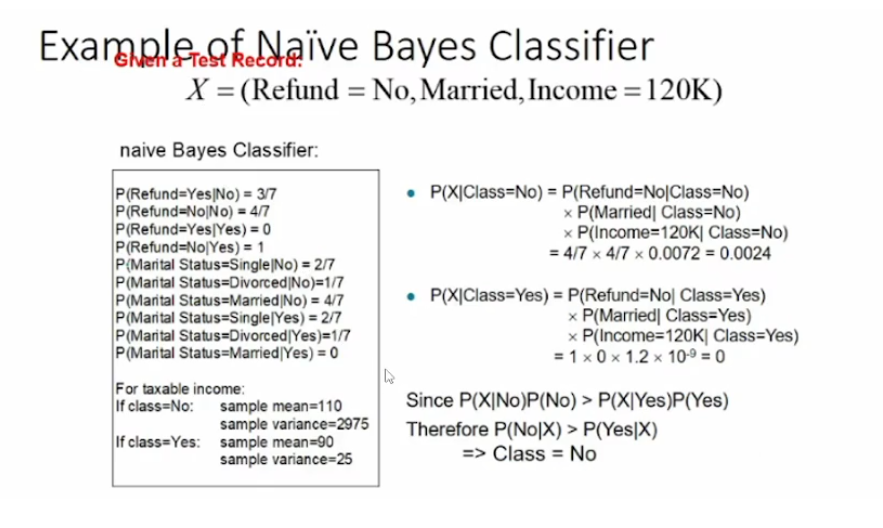 Example of Naïve Bayes Classifier
Given a Test Record:
X = (Refund = No, Married, Income = 120K)
naive Bayes Classifier:
P(Refund=Yes|No) = 3/7
P(Refund=No|No) = 4/7
P(Refund=Yes|Yes) = 0
P(Refund=No|Yes) = 1
P(Marital Status=Single|No) = 2/7
P(Marital Status=Divorced|No)=1/7
P(Marital Status=Married|No) = 4/7
P(Marital Status=Single|Yes) = 2/7
P(Marital Status=Divorced|Yes)=1/7
P(Marital Status=Married|Yes) = 0
For taxable income:
If class=No: sample mean=110
sample variance=2975
If class=Yes: sample mean=90
sample variance=25
• P(X|Class=No) = P(Refund=No|Class=No)
× P(Married| Class=No)
× P(Income=120K| Class=No)
= 4/7 × 4/7 × 0.0072 = 0.0024
• P(X|Class=Yes) = P(Refund=No| Class=Yes)
× P(Married| Class=Yes)
× P(Income=120K| Class=Yes)
= 1 × 0 × 1.2 × 10⁻⁹ = 0
Since P(X|No)P(No) > P(X|Yes)P(Yes)
Therefore P(No|X) > P(Yes|X)
=> Class = No